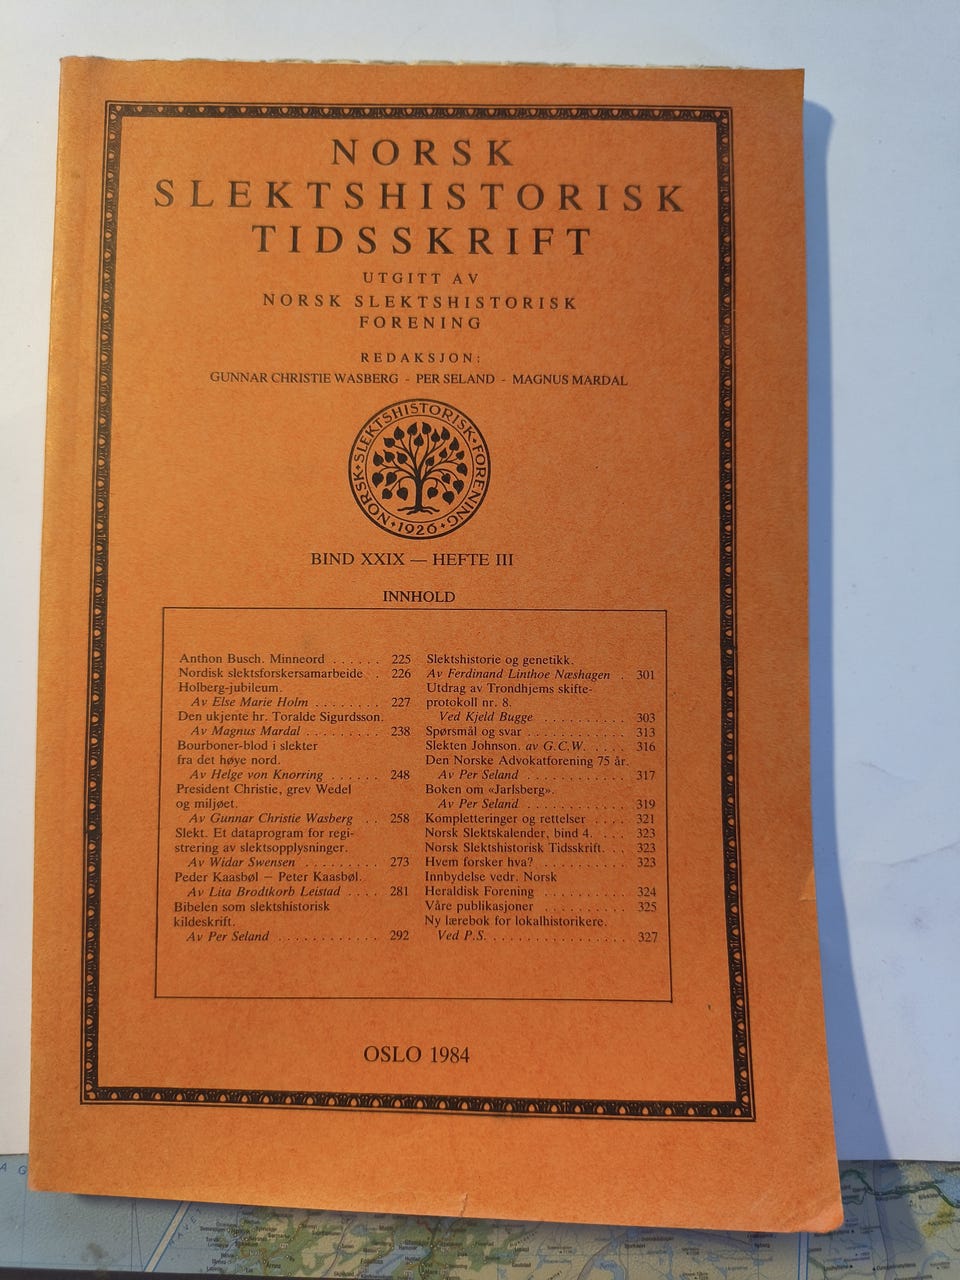 NORSK
SLEKTSHISTORISK
TIDSSKRIFT
UTGITT AV
NORSK SLEKTSHISTORISK
FORENING
REDAKSJON:
GUNNAR CHRISTIE WASBERG - PER SELAND - MAGNUS MARDAL
NORSK·SLEKTSHISTORISK·FORENING
·1926·
BIND XXIX — HEFTE III
INNHOLD
Anthon Busch. Minneord . . . . . . 225
Nordisk slektsforskersamarbeide . 226
Holberg-jubileum.
Av Else Marie Holm . . . . . . . . 227
Den ukjente hr. Toralde Sigurdsson.
Av Magnus Mardal . . . . . . . . . 238
Bourboner-blod i slekter
fra det høye nord.
Av Helge von Knorring . . . . . . 248
President Christie, grev Wedel
og miljøet.
Av Gunnar Christie Wasberg . . 258
Slekt. Et dataprogram for regi-
strering av slektsopplysninger.
Av Widar Swensen . . . . . . . . . 273
Peder Kaasbøl — Peter Kaasbøl.
Av Lita Brodtkorb Leistad . . . . 281
Bibelen som slektshistorisk
kildeskrift.
Av Per Seland . . . . . . . . . . . . 292
Slektshistorie og genetikk.
Av Ferdinand Linthoe Næshagen . 301
Utdrag av Trondhjems skifte-
protokoll nr. 8.
Ved Kjeld Bugge . . . . . . . . . . 303
Spørsmål og svar . . . . . . . . . . . 313
Slekten Johnson. av G.C.W. . . . . 316
Den Norske Advokatforening 75 år.
Av Per Seland . . . . . . . . . . . . 317
Boken om «Jarlsberg».
Av Per Seland . . . . . . . . . . . . 319
Kompletteringer og rettelser . . . . 321
Norsk Slektskalender, bind 4. . . . 323
Norsk Slektshistorisk Tidsskrift. . . 323
Hvem forsker hva? . . . . . . . . . . 323
Innbydelse vedr. Norsk
Heraldisk Forening . . . . . . . . . 324
Våre publikasjoner . . . . . . . . . . 325
Ny lærebok for lokalhistorikere.
Ved P.S. . . . . . . . . . . . . . . . . 327
OSLO 1984